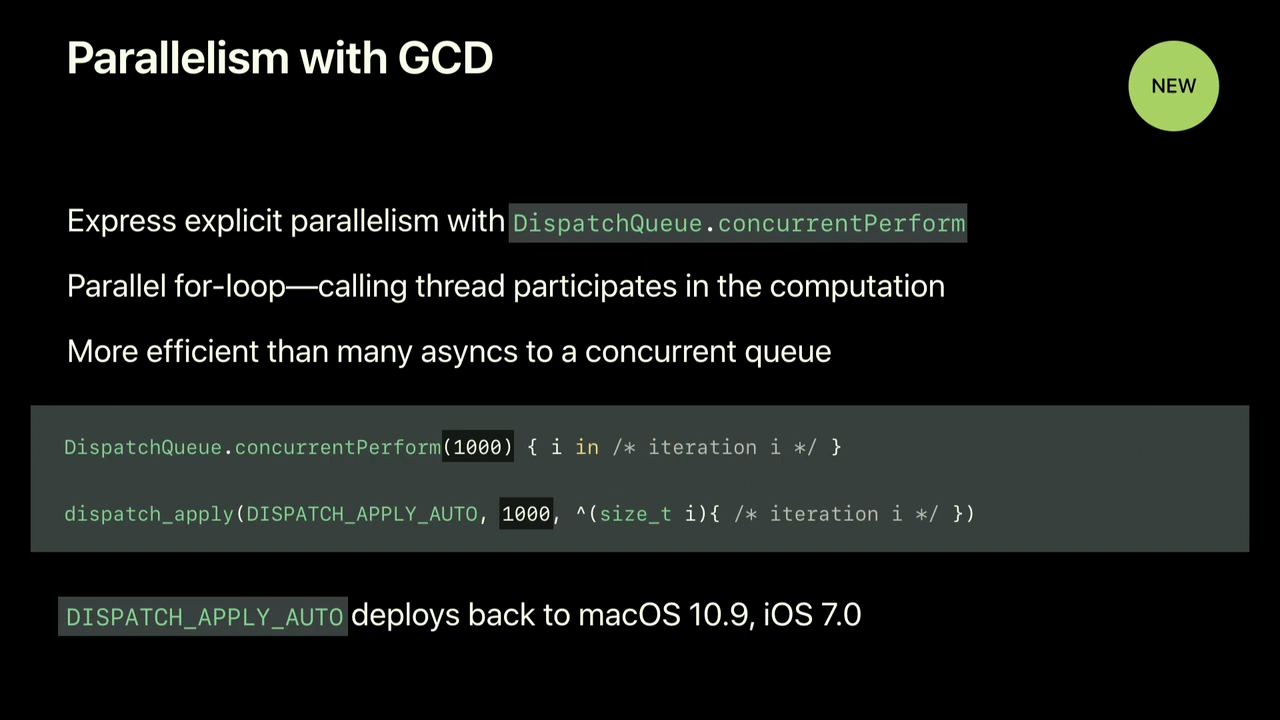 Parallelism with GCD
NEW
Express explicit parallelism with DispatchQueue.concurrentPerform
Parallel for-loop—calling thread participates in the computation
More efficient than many asyncs to a concurrent queue
DispatchQueue.concurrentPerform(1000) { i in /* iteration i */ }
dispatch_apply(DISPATCH_APPLY_AUTO, 1000, ^(size_t i){ /* iteration i */ })
DISPATCH_APPLY_AUTO deploys back to macOS 10.9, iOS 7.0